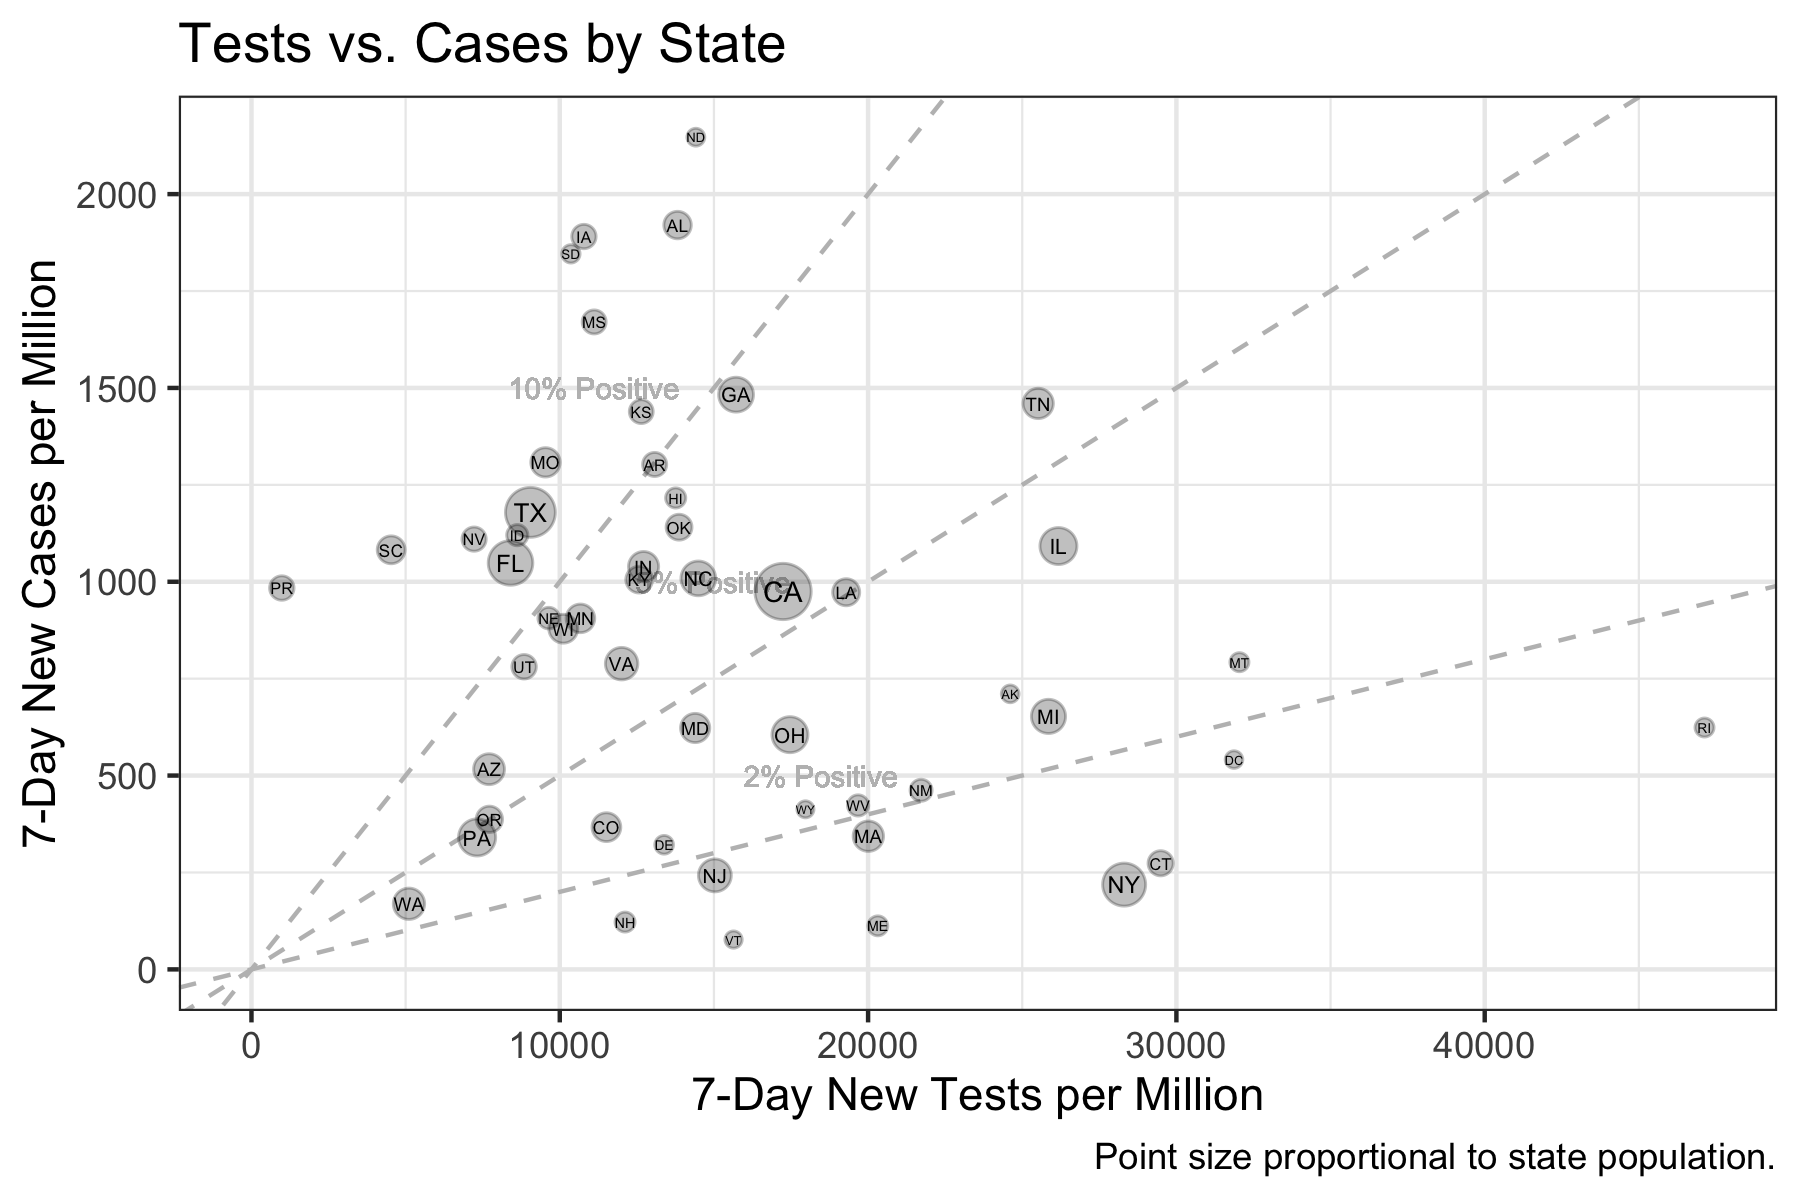 Tests vs. Cases by State
7-Day New Cases per Million
2000
1500
1000
500
0
ND
AL
IA
SD
MS
10% Positive
GA
KS
TN
MO
AR
HI
TX
OK
ID
NV
SC
FL
IL
IN
KY
% Positive
NC
CA
LA
PR
NE
MN
WI
UT
VA
MT
AK
MI
RI
MD
OH
DC
AZ
2% Positive
NM
WY
WV
OR
PA
CO
MA
DE
NJ
CT
NY
WA
NH
ME
VT
0
10000
20000
30000
40000
7-Day New Tests per Million
Point size proportional to state population.